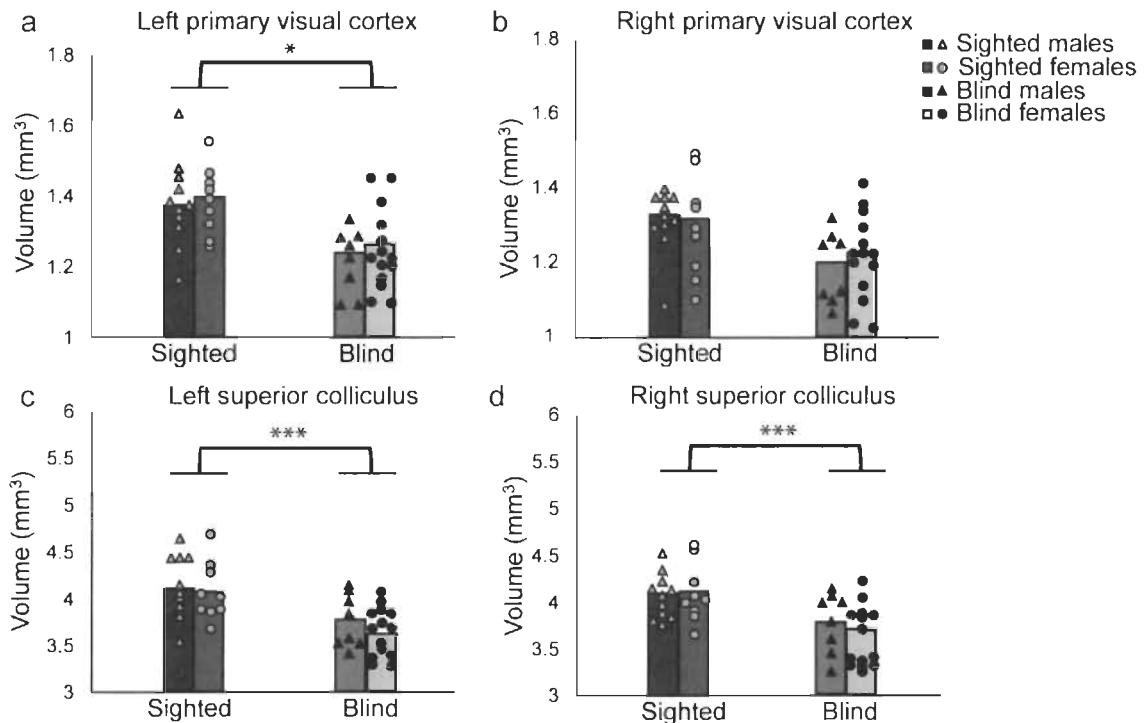 a Left primary visual cortex
1.8
1.6
1.4
1.2
1
Volume (mm³)
*
Sighted Blind
b Right primary visual cortex
1.8
1.6
1.4
1.2
1
Volume (mm³)
Sighted Blind
Sighted males
Sighted females
Blind males
Blind females
c Left superior colliculus
6
5.5
5
4.5
4
3.5
3
Volume (mm³)
***
Sighted Blind
d Right superior colliculus
6
5.5
5
4.5
4
3.5
3
Volume (mm³)
***
Sighted Blind